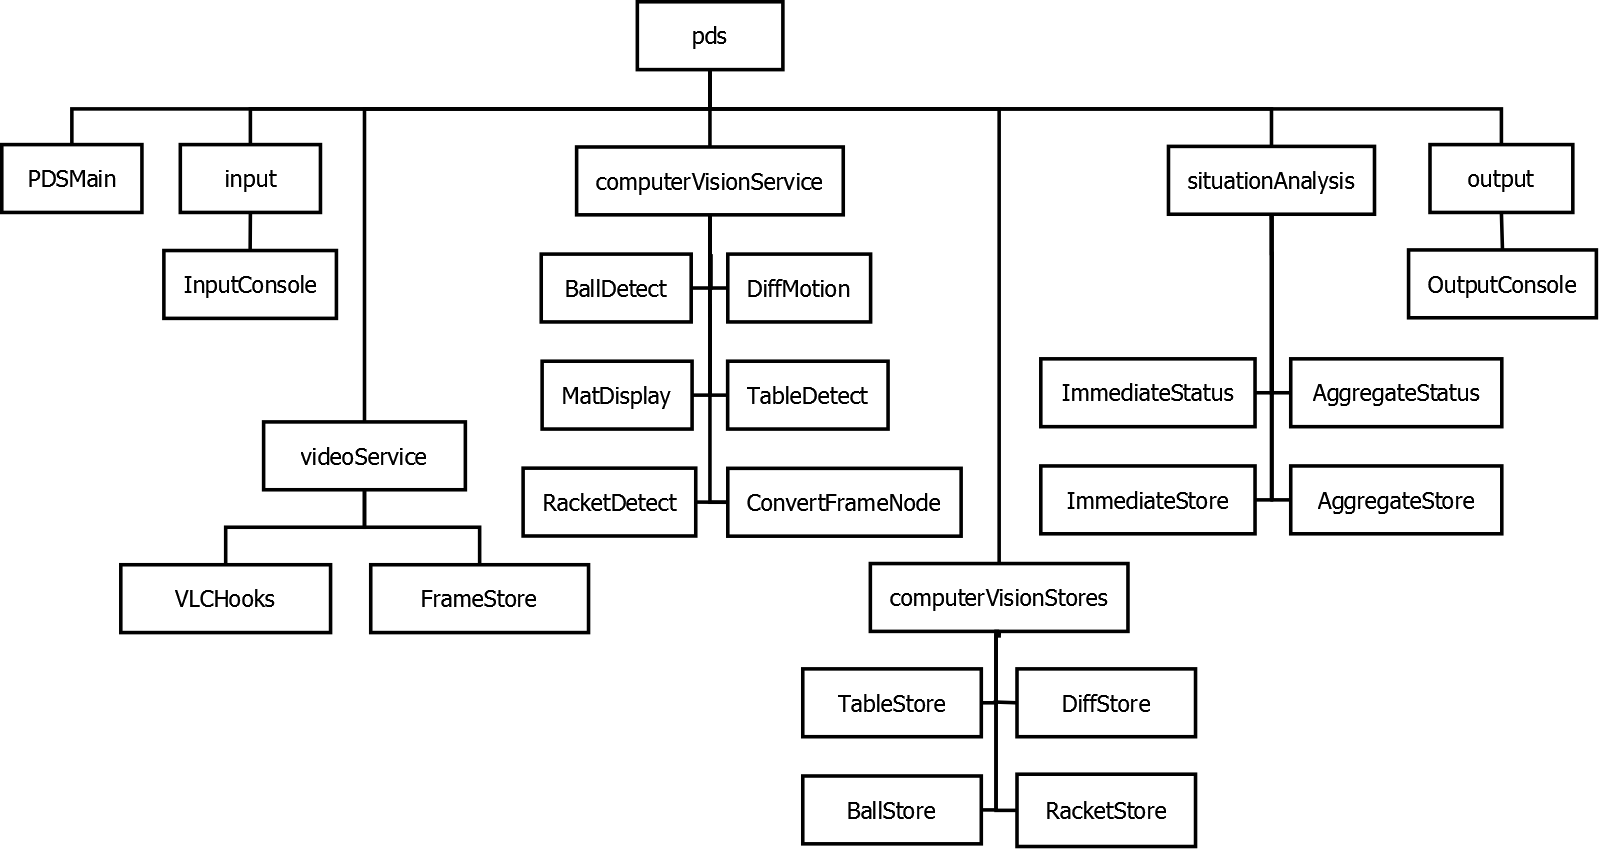 pds
PDSMain
input
computerVisionService
situationAnalysis
output
InputConsole
BallDetect
DiffMotion
OutputConsole
MatDisplay
TableDetect
ImmediateStatus
AggregateStatus
videoService
RacketDetect
ConvertFrameNode
ImmediateStore
AggregateStore
VLCHooks
FrameStore
computerVisionStores
TableStore
DiffStore
BallStore
RacketStore